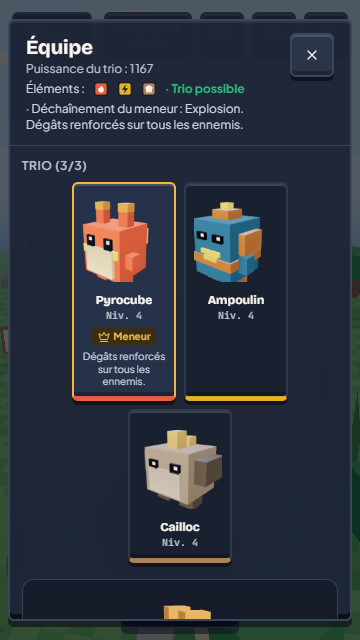 Équipe
Puissance du trio : 1167
Éléments : · Trio possible
· Déchaînement du meneur : Explosion.
Dégâts renforcés sur tous les ennemis.
TRIO (3/3)
Pyrocube
Niv. 4
Meneur
Dégâts renforcés
sur tous les
ennemis.
Ampoulin
Niv. 4
Cailloc
Niv. 4